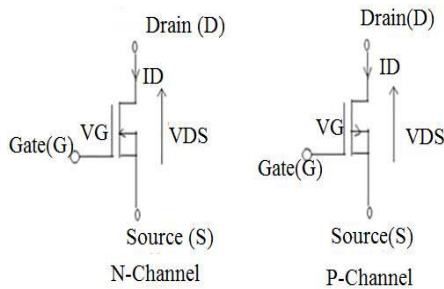 Drain (D)
ID
VG
VDS
Gate(G)
Source (S)
N-Channel
Drain(D)
ID
VG
VDS
Gate(G)
Source(S)
P-Channel